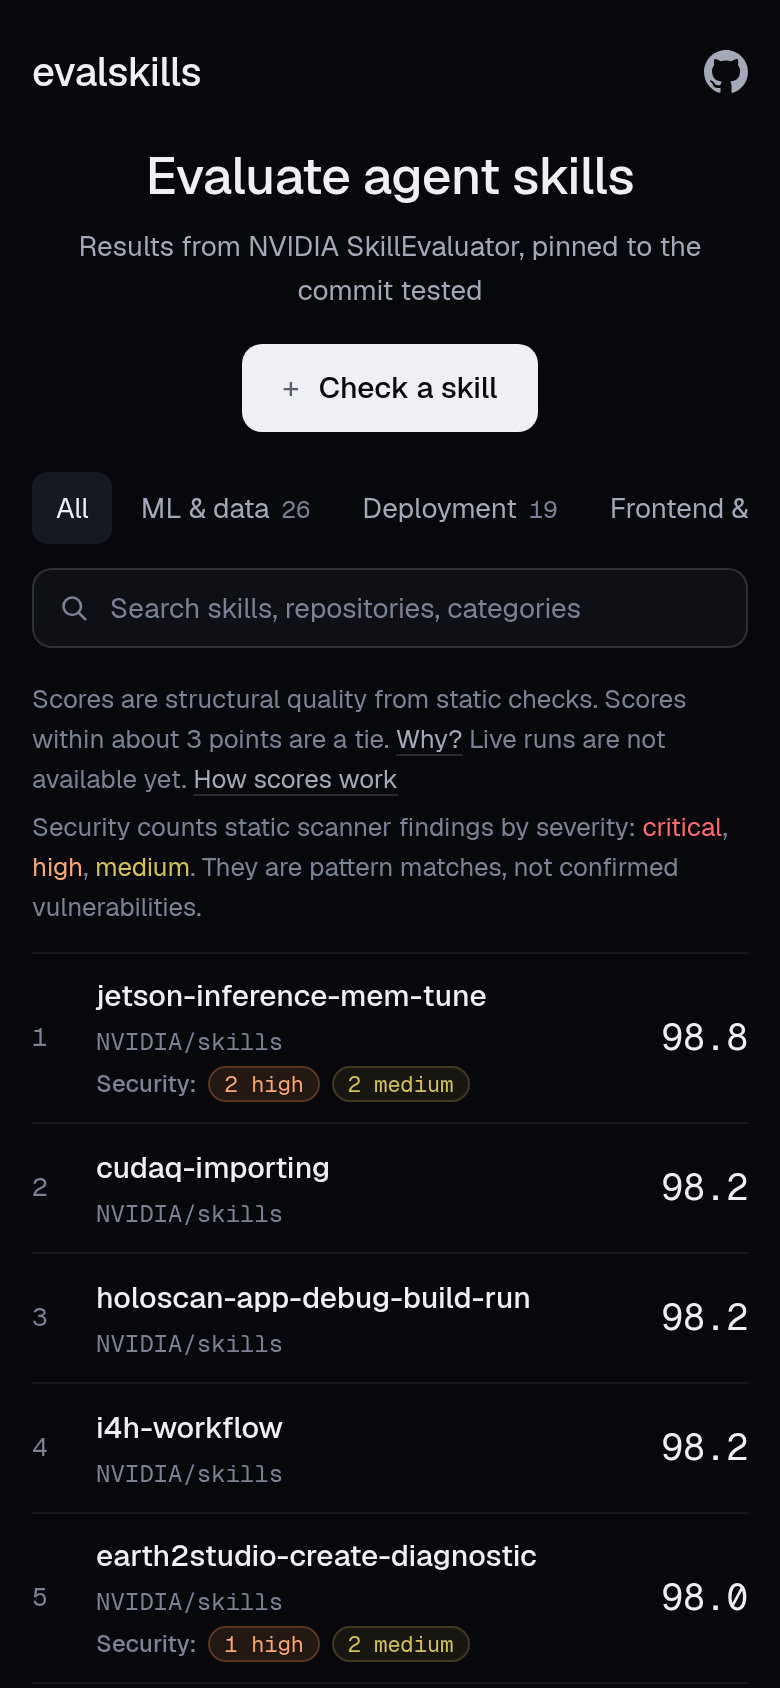 evalskills
Evaluate agent skills
Results from NVIDIA SkillEvaluator, pinned to the
commit tested
+ Check a skill
All ML & data 26 Deployment 19 Frontend &
Search skills, repositories, categories
Scores are structural quality from static checks. Scores
within about 3 points are a tie. Why? Live runs are not
available yet. How scores work
Security counts static scanner findings by severity: critical,
high, medium. They are pattern matches, not confirmed
vulnerabilities.
1 jetson-inference-mem-tune 98.8
NVIDIA/skills
Security: 2 high 2 medium
2 cudaq-importing 98.2
NVIDIA/skills
3 holoscan-app-debug-build-run 98.2
NVIDIA/skills
4 i4h-workflow 98.2
NVIDIA/skills
5 earth2studio-create-diagnostic 98.0
NVIDIA/skills
Security: 1 high 2 medium